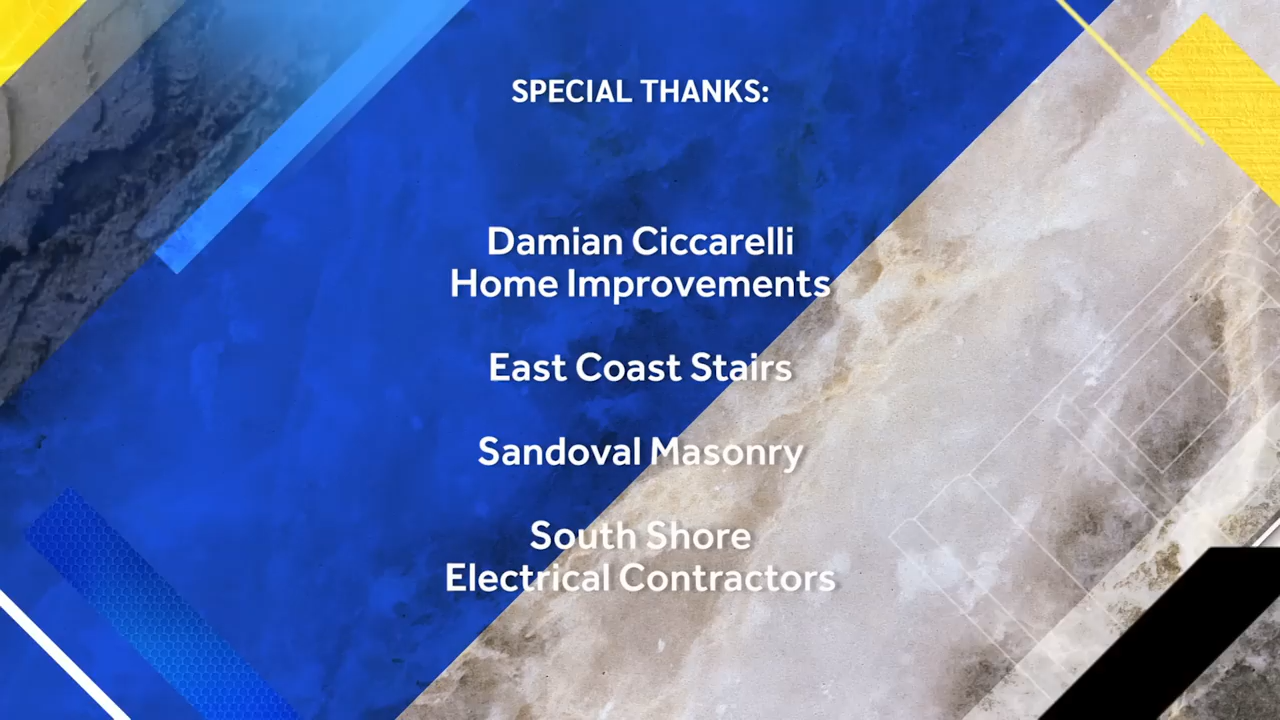 SPECIAL THANKS:
Damian Ciccarelli
Home Improvements
East Coast Stairs
Sandoval Masonry
South Shore
Electrical Contractors